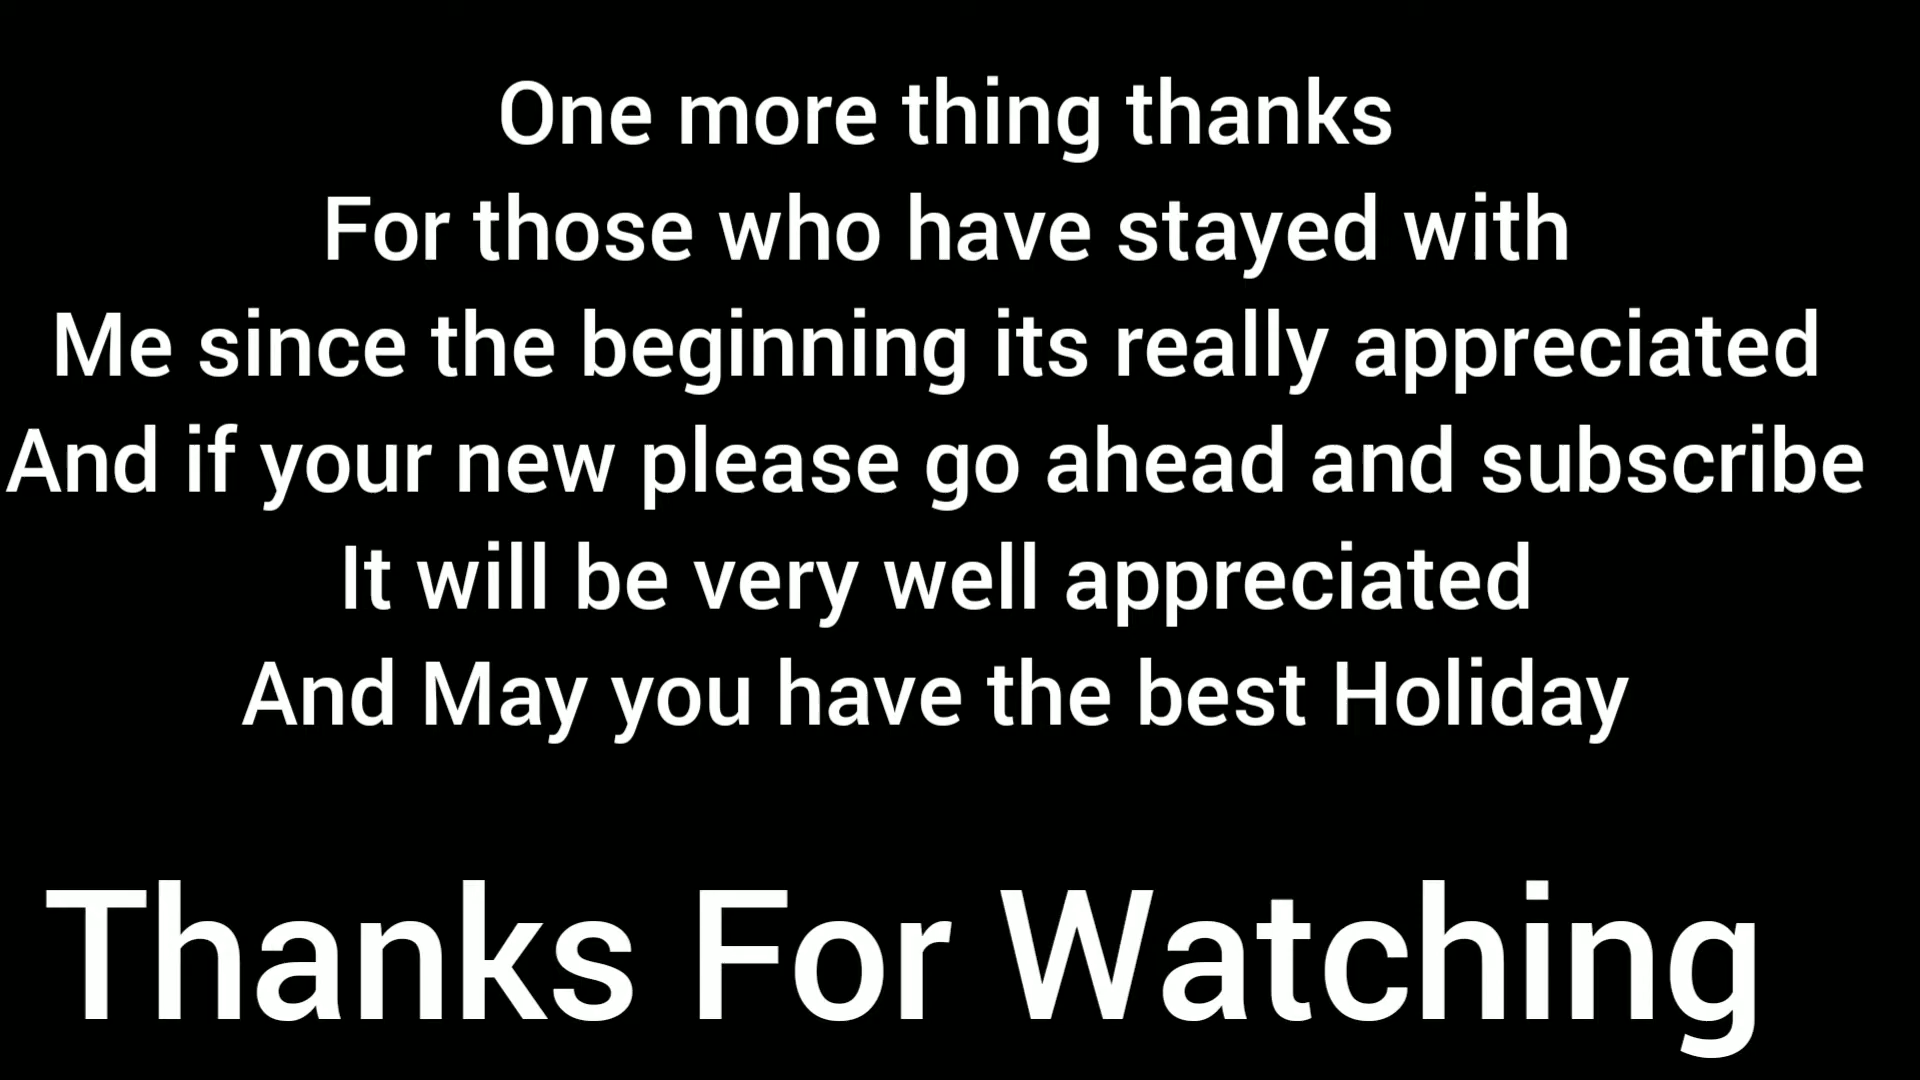 One more thing thanks
For those who have stayed with
Me since the beginning its really appreciated
And if your new please go ahead and subscribe
It will be very well appreciated
And May you have the best Holiday
Thanks For Watching